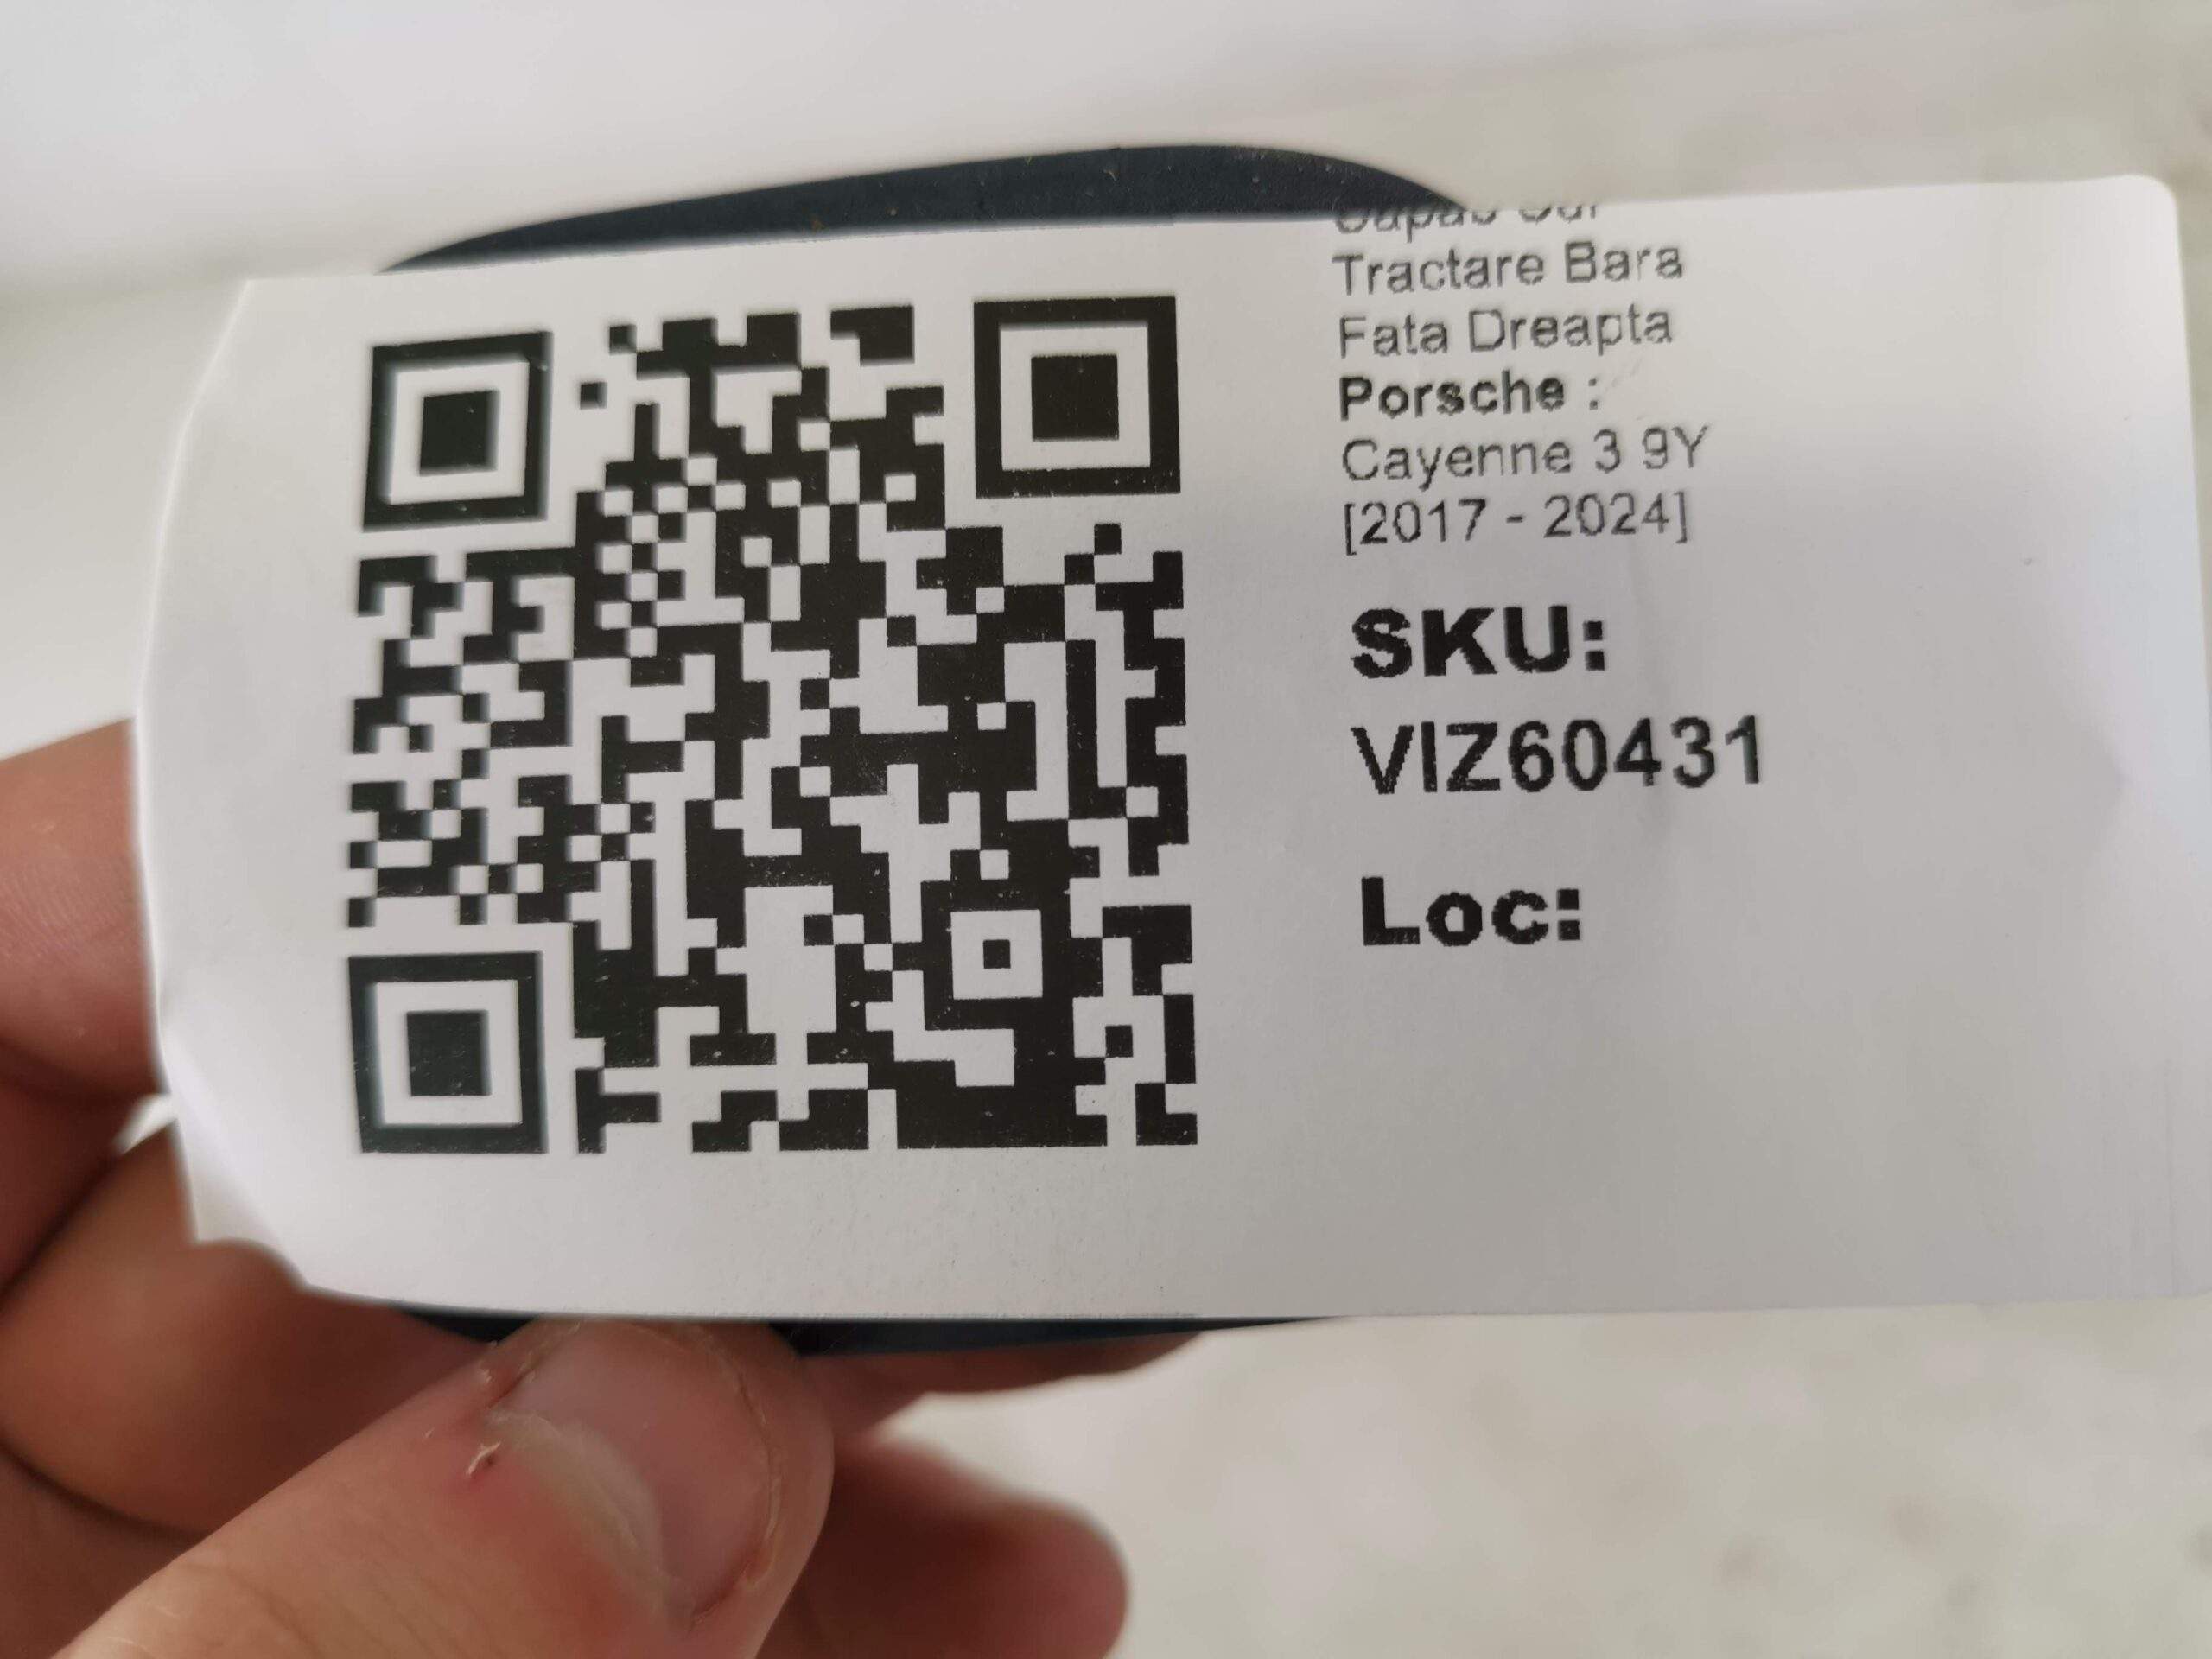 Tractare Bara
Fata Dreapta
Porsche :
Cayenne 3 9Y
[2017 - 2024]
SKU:
VIZ60431
Loc: